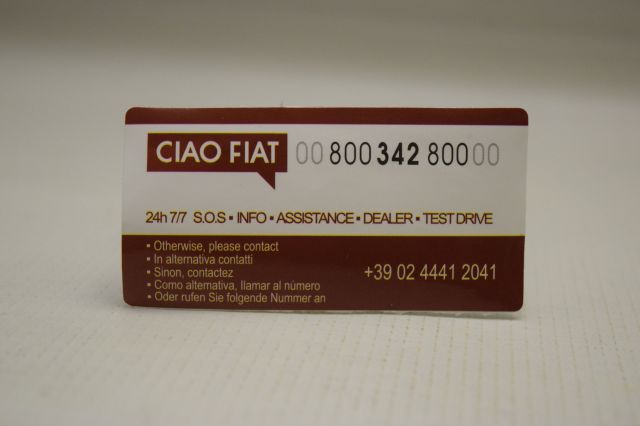 CIAO FIAT 00 800 342 800 00
24h 7/7 S.O.S ▪ INFO ▪ ASSISTANCE ▪ DEALER ▪ TEST DRIVE
▪ Otherwise, please contact
▪ In alternativa contatti
▪ Sinon, contactez
▪ Como alternativa, llamar al número
▪ Oder rufen Sie folgende Nummer an
+39 02 4441 2041